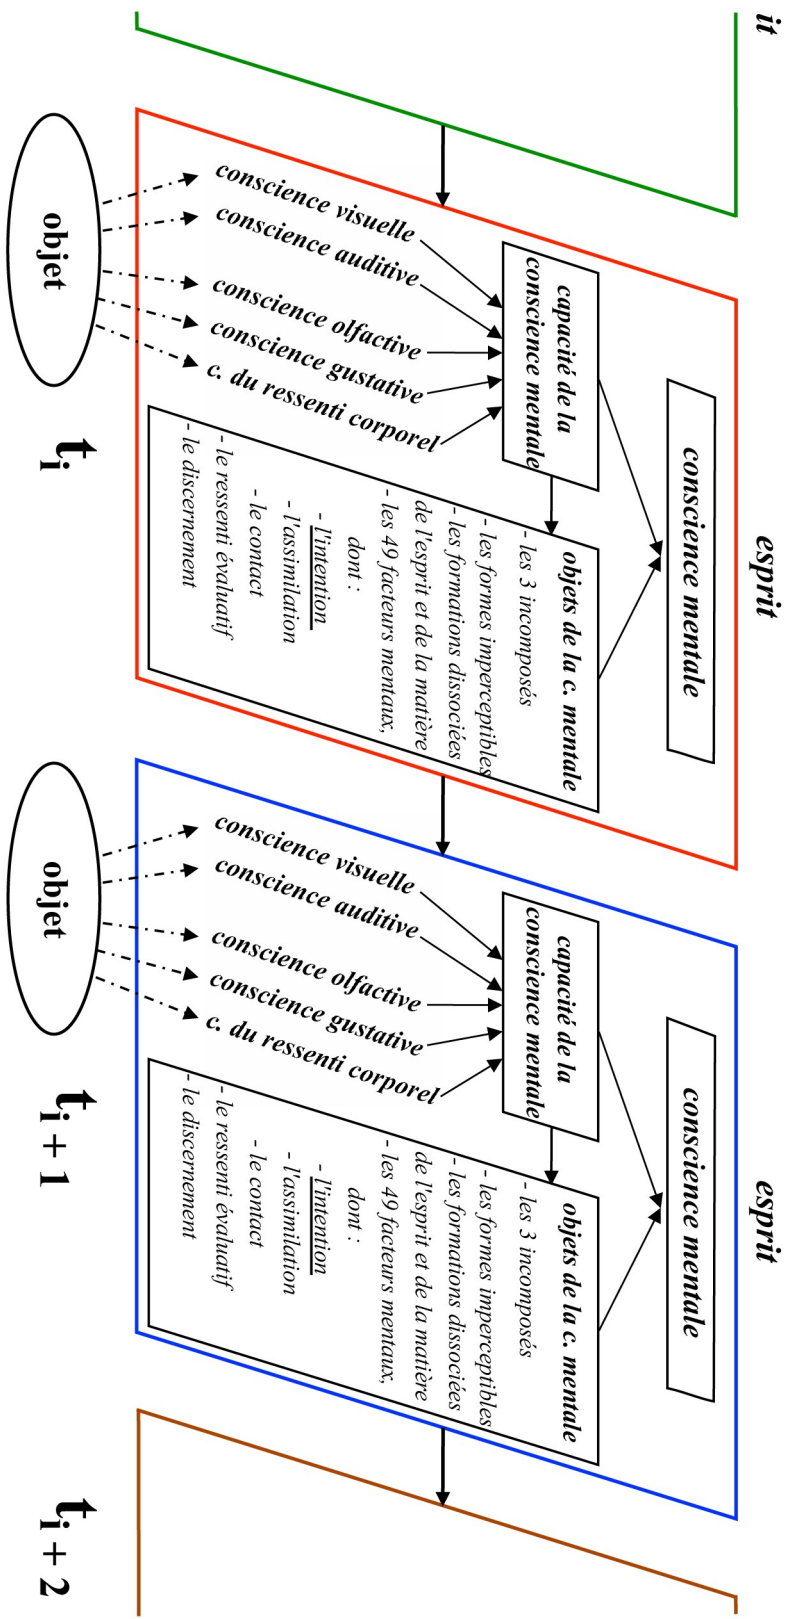 it
esprit
conscience mentale
capacité de la
conscience mentale
objets de la c. mentale
- les 3 incomposés
- les formes imperceptibles
- les formations dissociées
de l'esprit et de la matière
- les 49 facteurs mentaux,
dont :
- l'intention
- l'assimilation
- le contact
- le ressenti évaluatif
- le discernement
conscience visuelle
conscience auditive
conscience olfactive
conscience gustative
c. du ressenti corporel
objet
ti
esprit
conscience mentale
capacité de la
conscience mentale
objets de la c. mentale
- les 3 incomposés
- les formes imperceptibles
- les formations dissociées
de l'esprit et de la matière
- les 49 facteurs mentaux,
dont :
- l'intention
- l'assimilation
- le contact
- le ressenti évaluatif
- le discernement
conscience visuelle
conscience auditive
conscience olfactive
conscience gustative
c. du ressenti corporel
objet
ti + 1
ti + 2